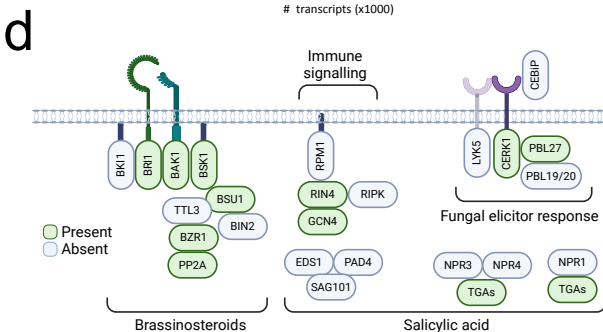 # transcripts (x1000)
d
Immune
signalling
CEBiP
BKI1
BRI1
BAK1
BSK1
RPM1
LYK5
CERK1
PBL27
PBL19/20
TTL3
BSU1
BIN2
BZR1
PP2A
RIN4
RIPK
GCN4
Fungal elicitor response
Present
Absent
EDS1
PAD4
SAG101
NPR3
NPR4
TGAs
NPR1
TGAs
Brassinosteroids
Salicylic acid